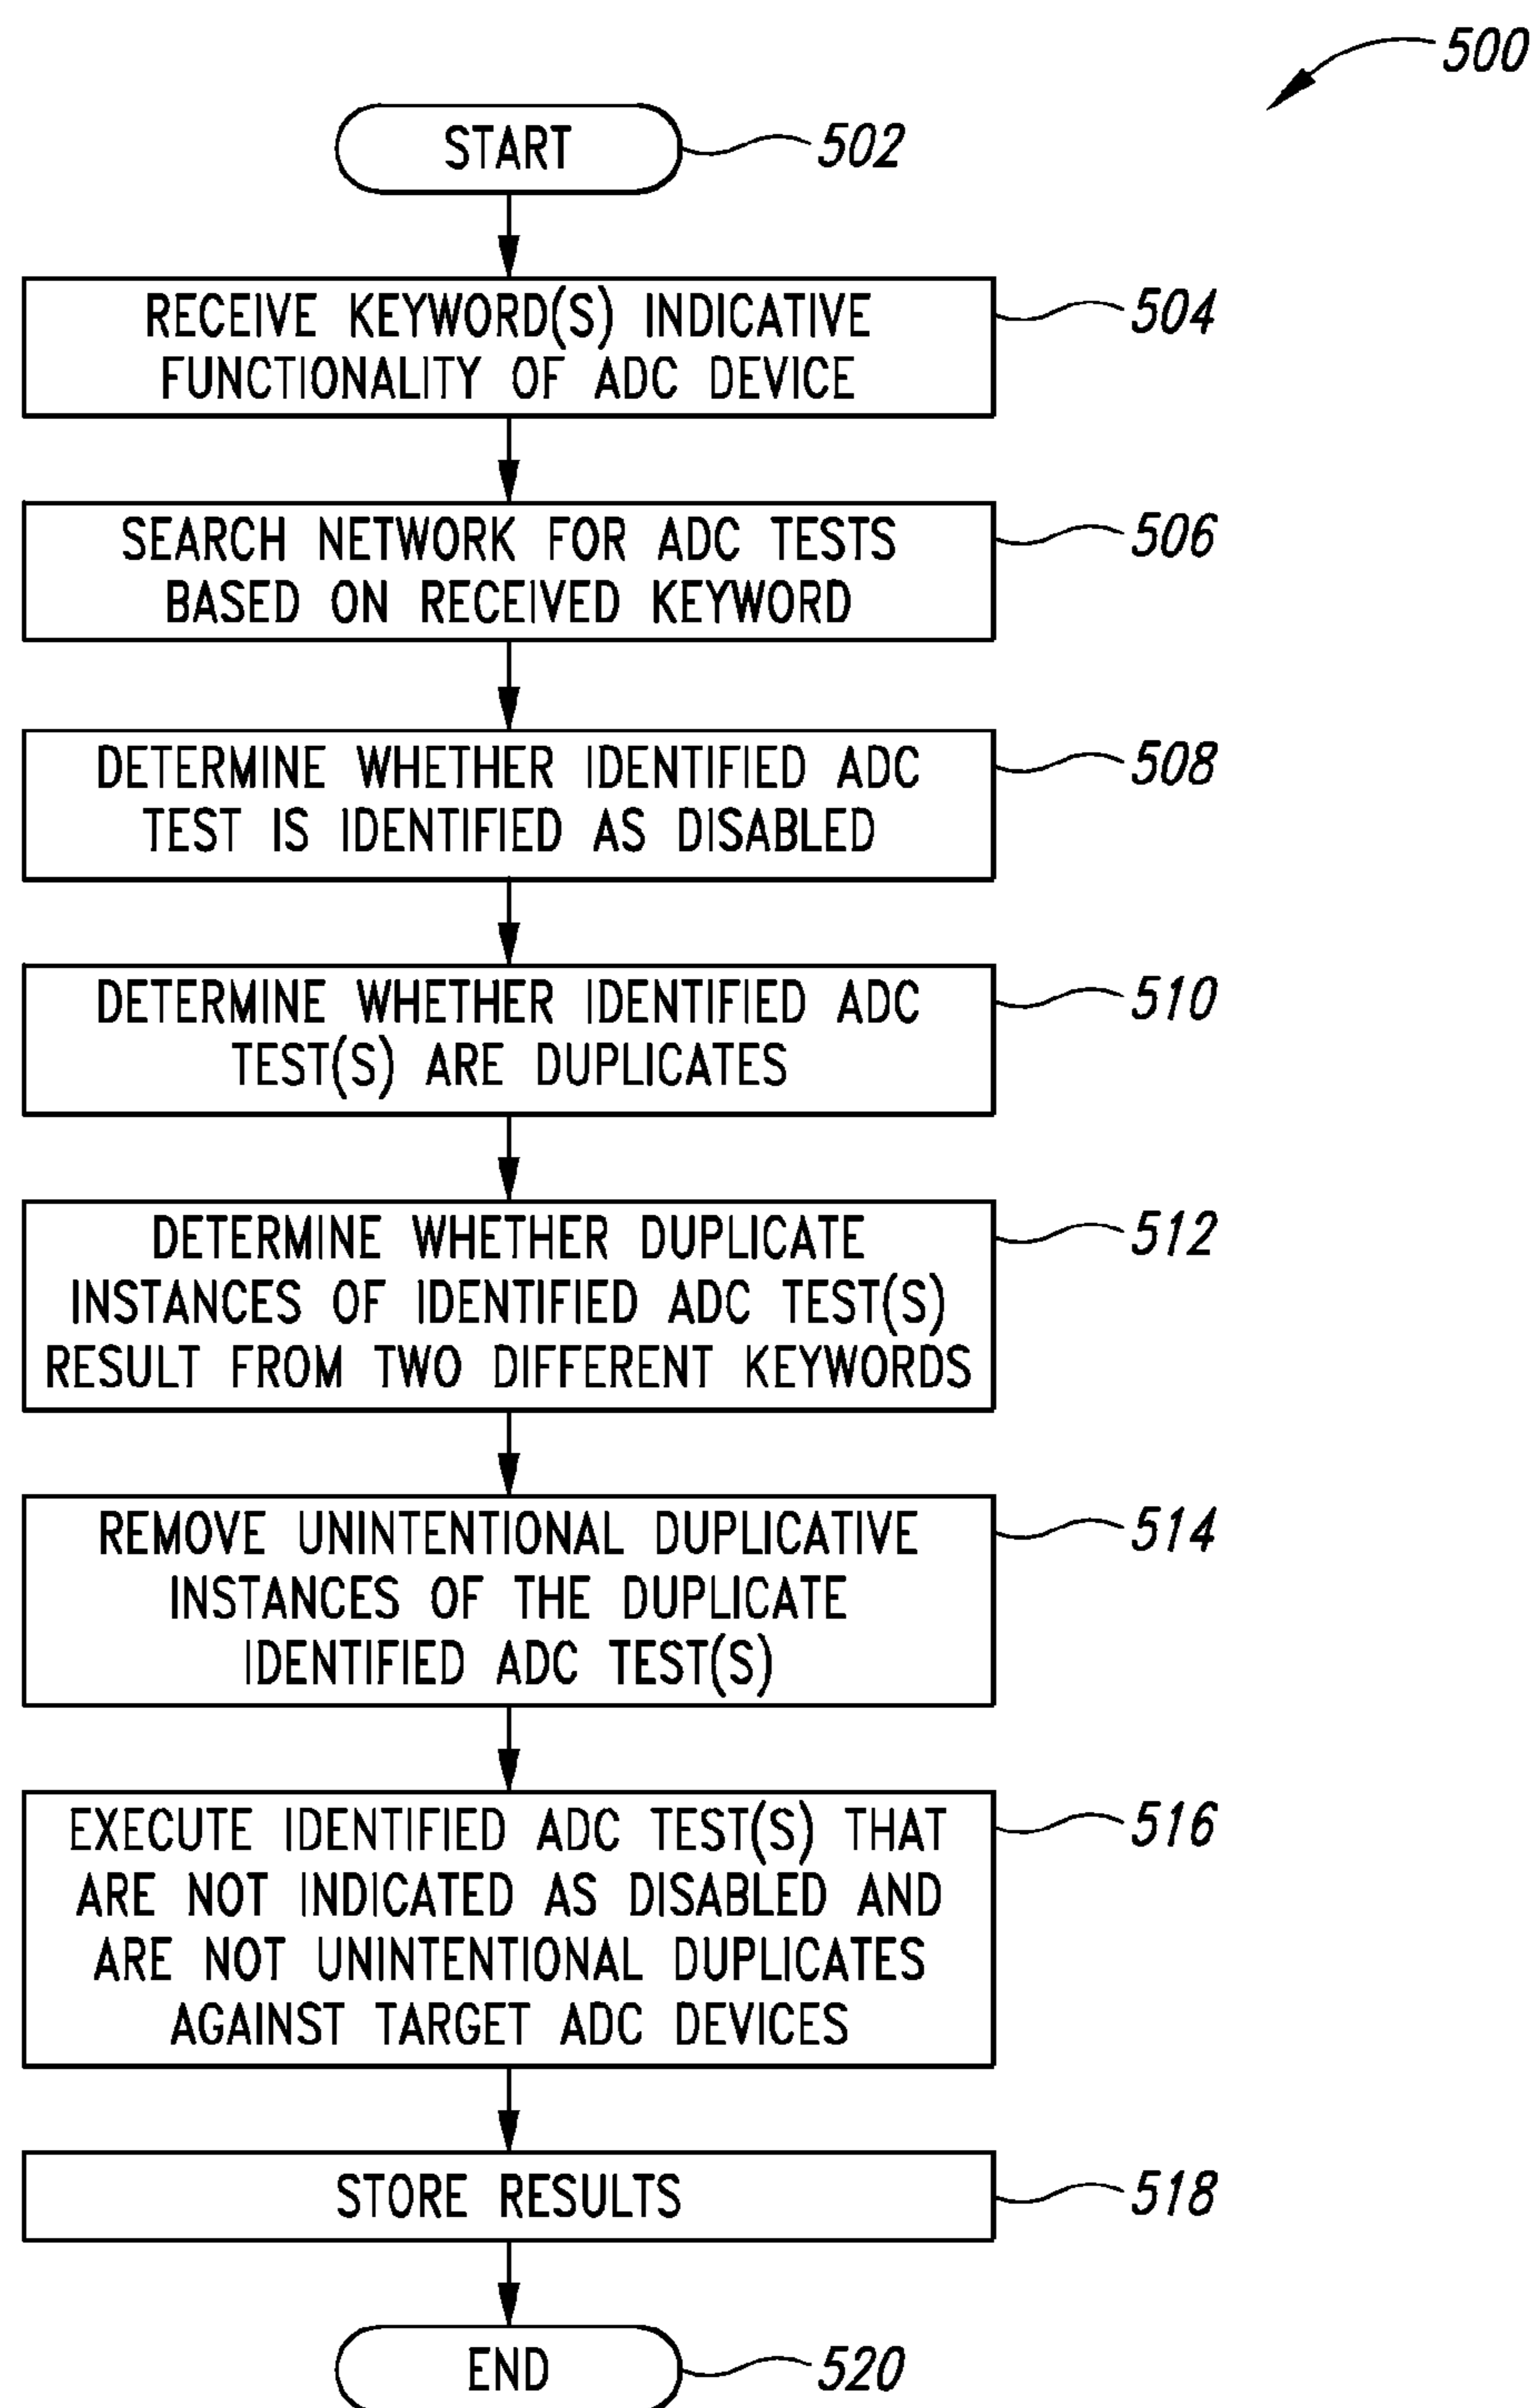 500
START
502
RECEIVE KEYWORD(S) INDICATIVE
FUNCTIONALITY OF ADC DEVICE
504
SEARCH NETWORK FOR ADC TESTS
BASED ON RECEIVED KEYWORD
506
DETERMINE WHETHER IDENTIFIED ADC
TEST IS IDENTIFIED AS DISABLED
508
DETERMINE WHETHER IDENTIFIED ADC
TEST(S) ARE DUPLICATES
510
DETERMINE WHETHER DUPLICATE
INSTANCES OF IDENTIFIED ADC TEST(S)
RESULT FROM TWO DIFFERENT KEYWORDS
512
REMOVE UNINTENTIONAL DUPLICATIVE
INSTANCES OF THE DUPLICATE
IDENTIFIED ADC TEST(S)
514
EXECUTE IDENTIFIED ADC TEST(S) THAT
ARE NOT INDICATED AS DISABLED AND
ARE NOT UNINTENTIONAL DUPLICATES
AGAINST TARGET ADC DEVICES
516
STORE RESULTS
518
END
520